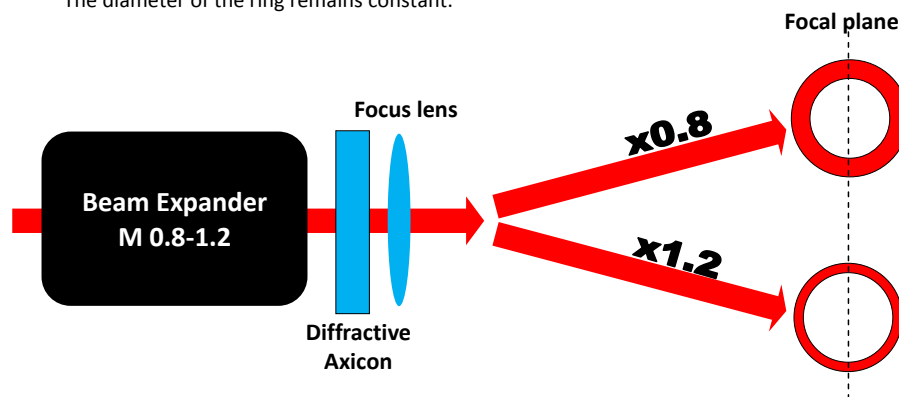 The diameter of the ring remains constant.
Focal plane
Focus lens
x0.8
Beam Expander
M 0.8-1.2
x1.2
Diffractive
Axicon